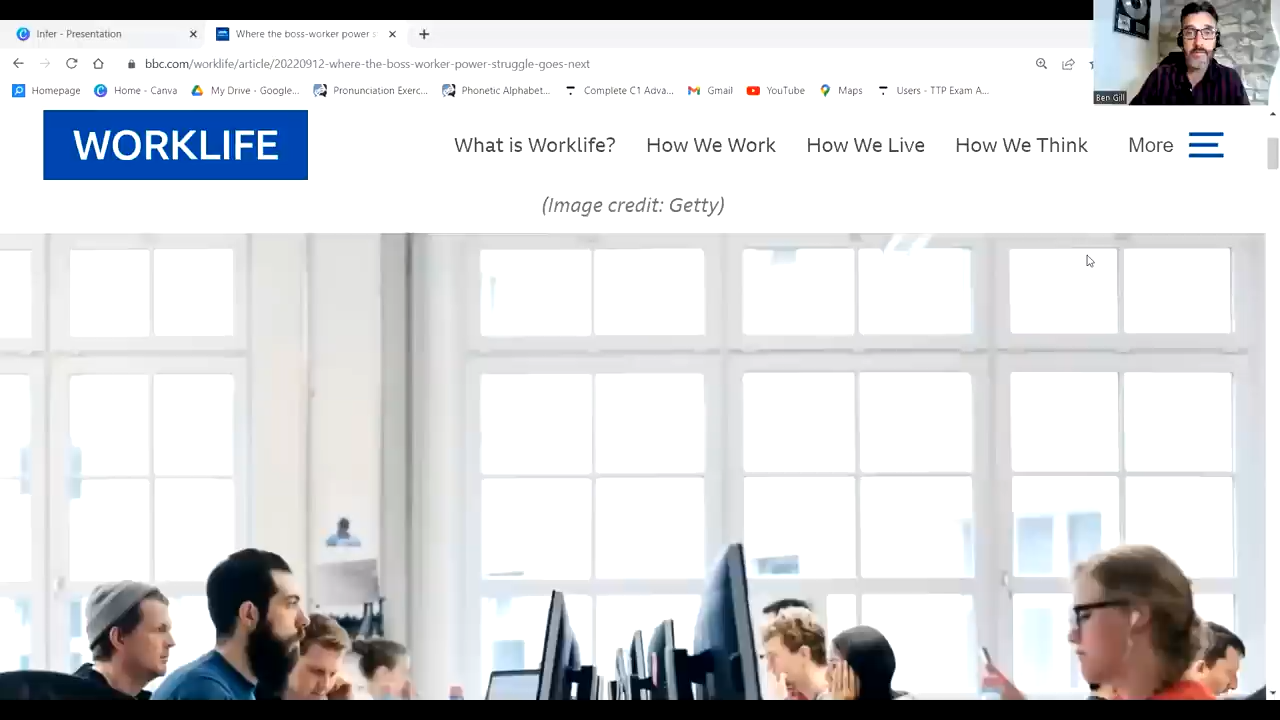 Infer - Presentation
Where the boss-worker power s
bbc.com/worklife/article/20220912-where-the-boss-worker-power-struggle-goes-next
Homepage Home - Canva My Drive - Google... Pronunciation Exerc... Phonetic Alphabet... Complete C1 Adva... Gmail YouTube Maps Users - TTP Exam A...
Ben Gill
WORKLIFE What is Worklife? How We Work How We Live How We Think More
(Image credit: Getty)